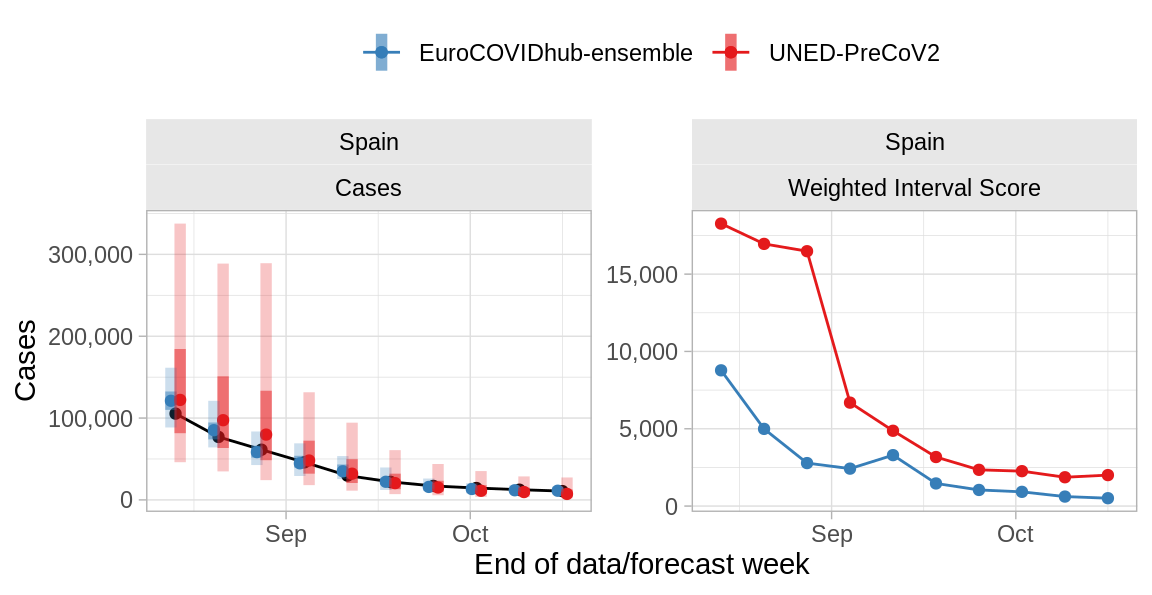 EuroCOVIDhub-ensemble UNED-PreCoV2
Spain Spain
Cases Weighted Interval Score
Cases
300,000
200,000
100,000
0
15,000
10,000
5,000
0
Sep Oct Sep Oct
End of data/forecast week